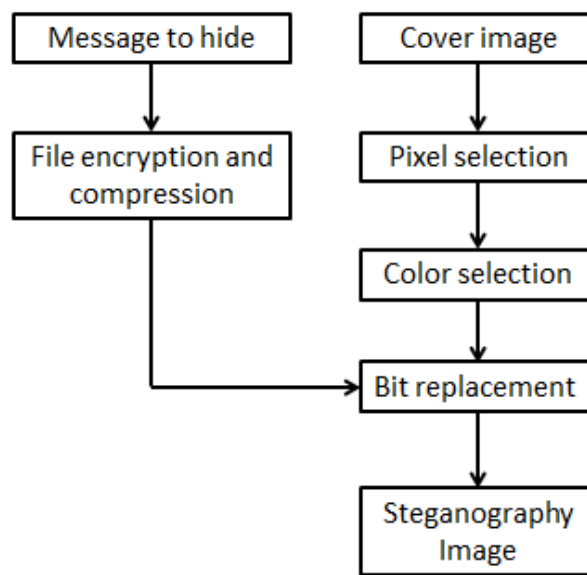 Message to hide
Cover image
File encryption and
compression
Pixel selection
Color selection
Bit replacement
Steganography
Image